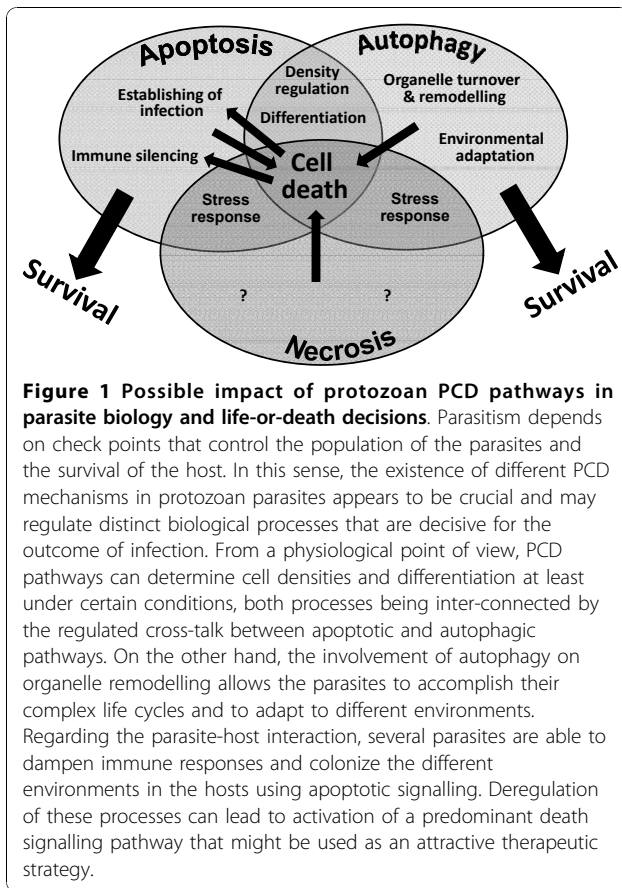 Apoptosis
Autophagy
Density
regulation
Differentiation
Organelle turnover
& remodelling
Establishing of
infection
Environmental
adaptation
Immune silencing
Cell
death
Stress
response
Stress
response
Survival
Survival
?
?
Necrosis
Figure 1 Possible impact of protozoan PCD pathways in
parasite biology and life-or-death decisions. Parasitism depends
on check points that control the population of the parasites and
the survival of the host. In this sense, the existence of different PCD
mechanisms in protozoan parasites appears to be crucial and may
regulate distinct biological processes that are decisive for the
outcome of infection. From a physiological point of view, PCD
pathways can determine cell densities and differentiation at least
under certain conditions, both processes being inter-connected by
the regulated cross-talk between apoptotic and autophagic
pathways. On the other hand, the involvement of autophagy on
organelle remodelling allows the parasites to accomplish their
complex life cycles and to adapt to different environments.
Regarding the parasite-host interaction, several parasites are able to
dampen immune responses and colonize the different
environments in the hosts using apoptotic signalling. Deregulation
of these processes can lead to activation of a predominant death
signalling pathway that might be used as an attractive therapeutic
strategy.